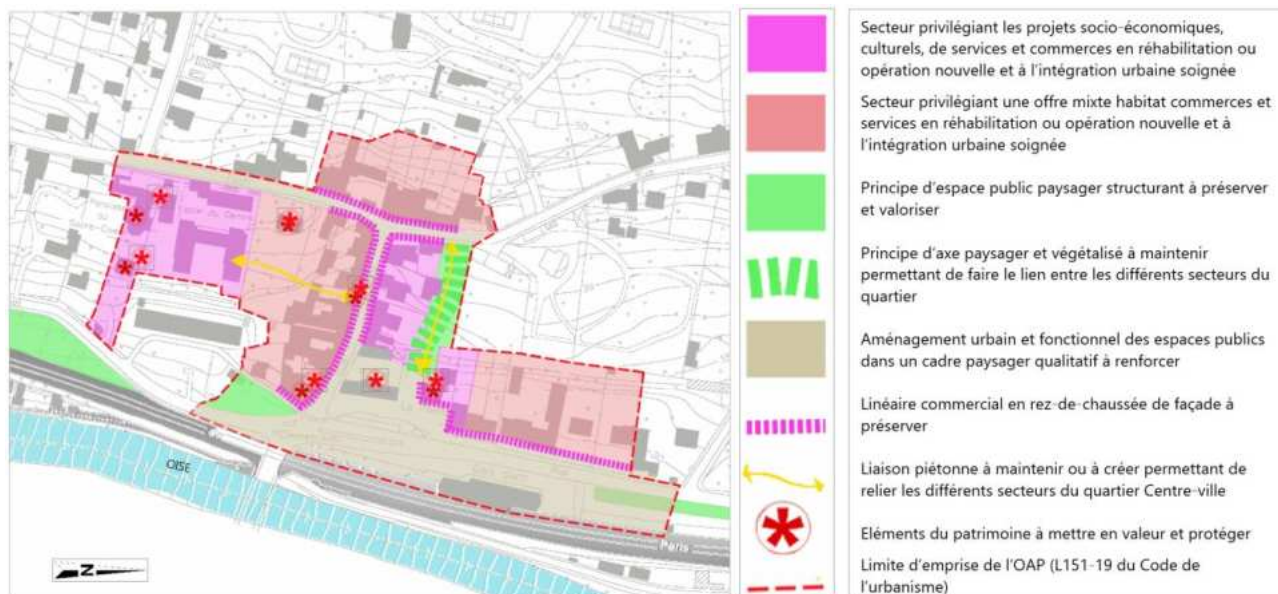 OISE
Paris
N
Secteur privilégiant les projets socio-économiques,
culturels, de services et commerces en réhabilitation ou
opération nouvelle et à l'intégration urbaine soignée
Secteur privilégiant une offre mixte habitat commerces et
services en réhabilitation ou opération nouvelle et à
l'intégration urbaine soignée
Principe d'espace public paysager structurant à préserver
et valoriser
Principe d'axe paysager et végétalisé à maintenir
permettant de faire le lien entre les différents secteurs du
quartier
Aménagement urbain et fonctionnel des espaces publics
dans un cadre paysager qualitatif à renforcer
Linéaire commercial en rez-de-chaussée de façade à
préserver
Liaison piétonne à maintenir ou à créer permettant de
relier les différents secteurs du quartier Centre-ville
Eléments du patrimoine à mettre en valeur et protéger
Limite d'emprise de l'OAP (L151-19 du Code de
l'urbanisme)